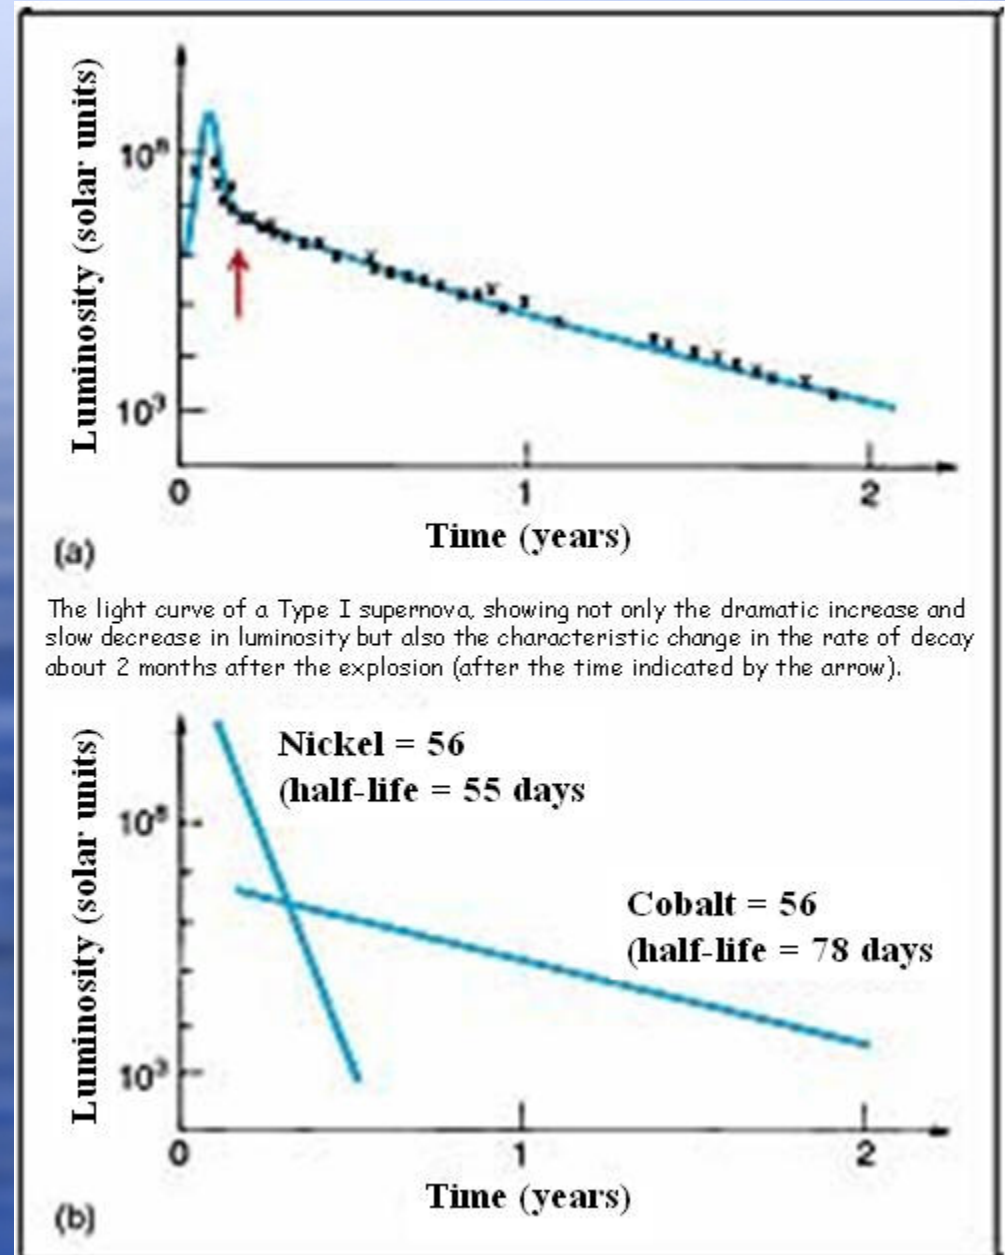 Luminosity (solar units)
10⁸
10³
0
1
2
Time (years)
(a)
The light curve of a Type I supernova, showing not only the dramatic increase and
slow decrease in luminosity but also the characteristic change in the rate of decay
about 2 months after the explosion (after the time indicated by the arrow).
Luminosity (solar units)
Nickel = 56
(half-life = 55 days
10⁸
Cobalt = 56
(half-life = 78 days
10³
0
1
2
Time (years)
(b)